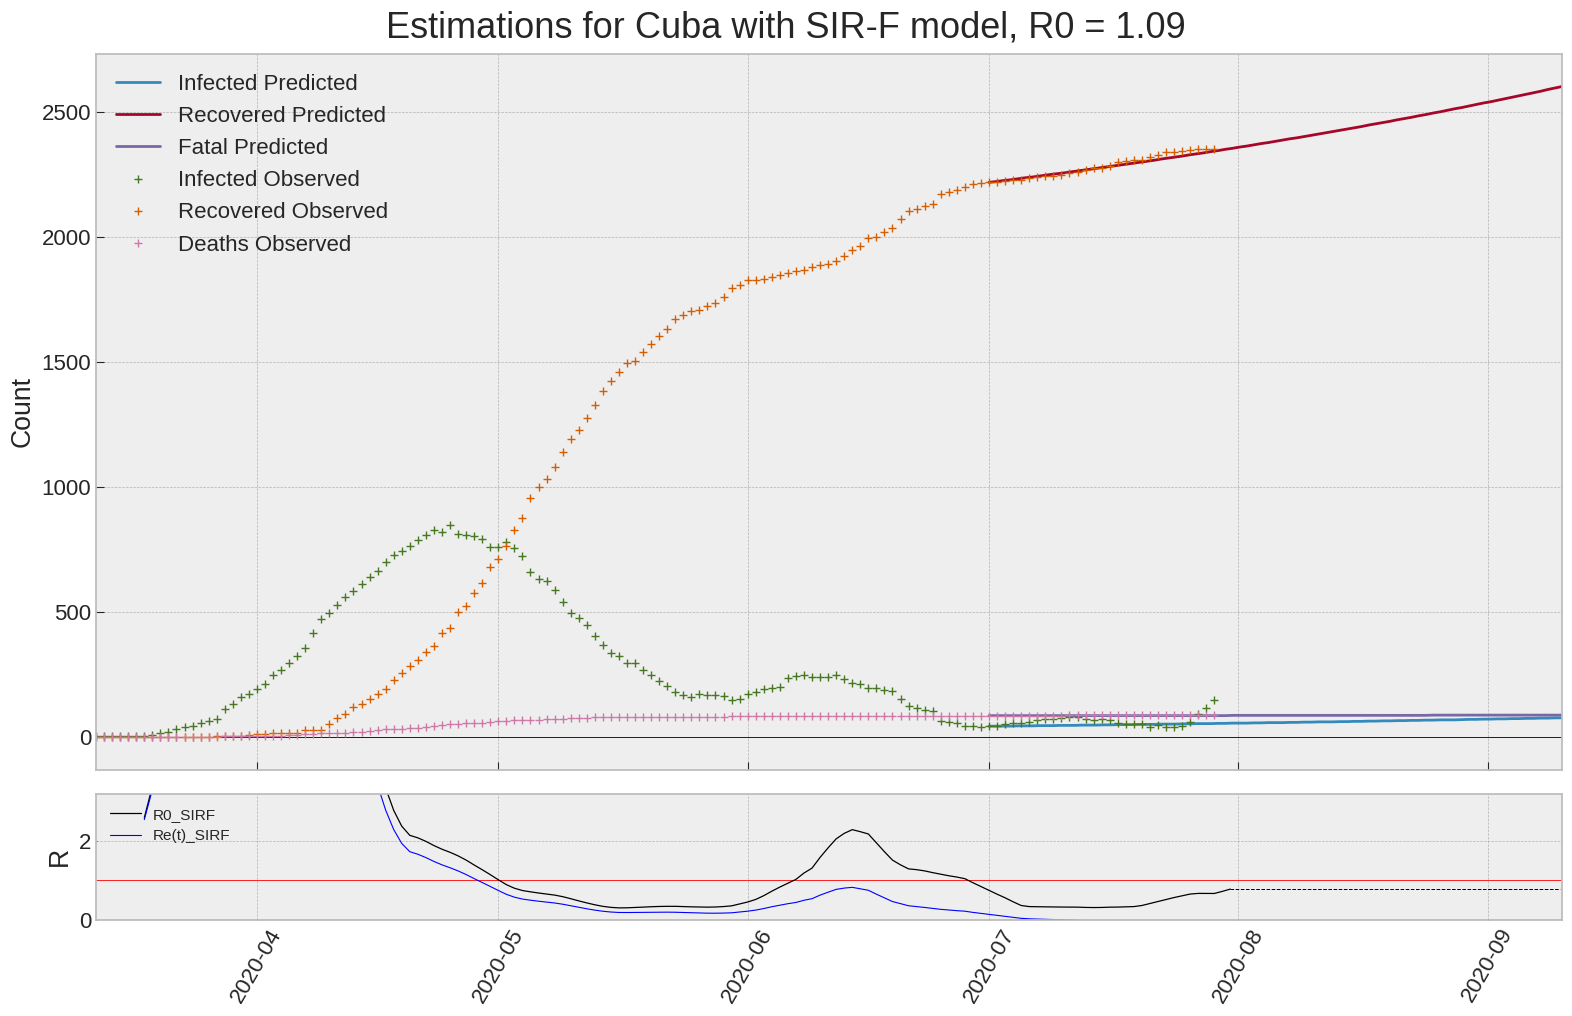 Estimations for Cuba with SIR-F model, R0 = 1.09
Infected Predicted
Recovered Predicted
Fatal Predicted
Infected Observed
Recovered Observed
Deaths Observed
2500
2000
1500
1000
500
0
Count
R0_SIRF
Re(t)_SIRF
2
0
R
2020-04
2020-05
2020-06
2020-07
2020-08
2020-09